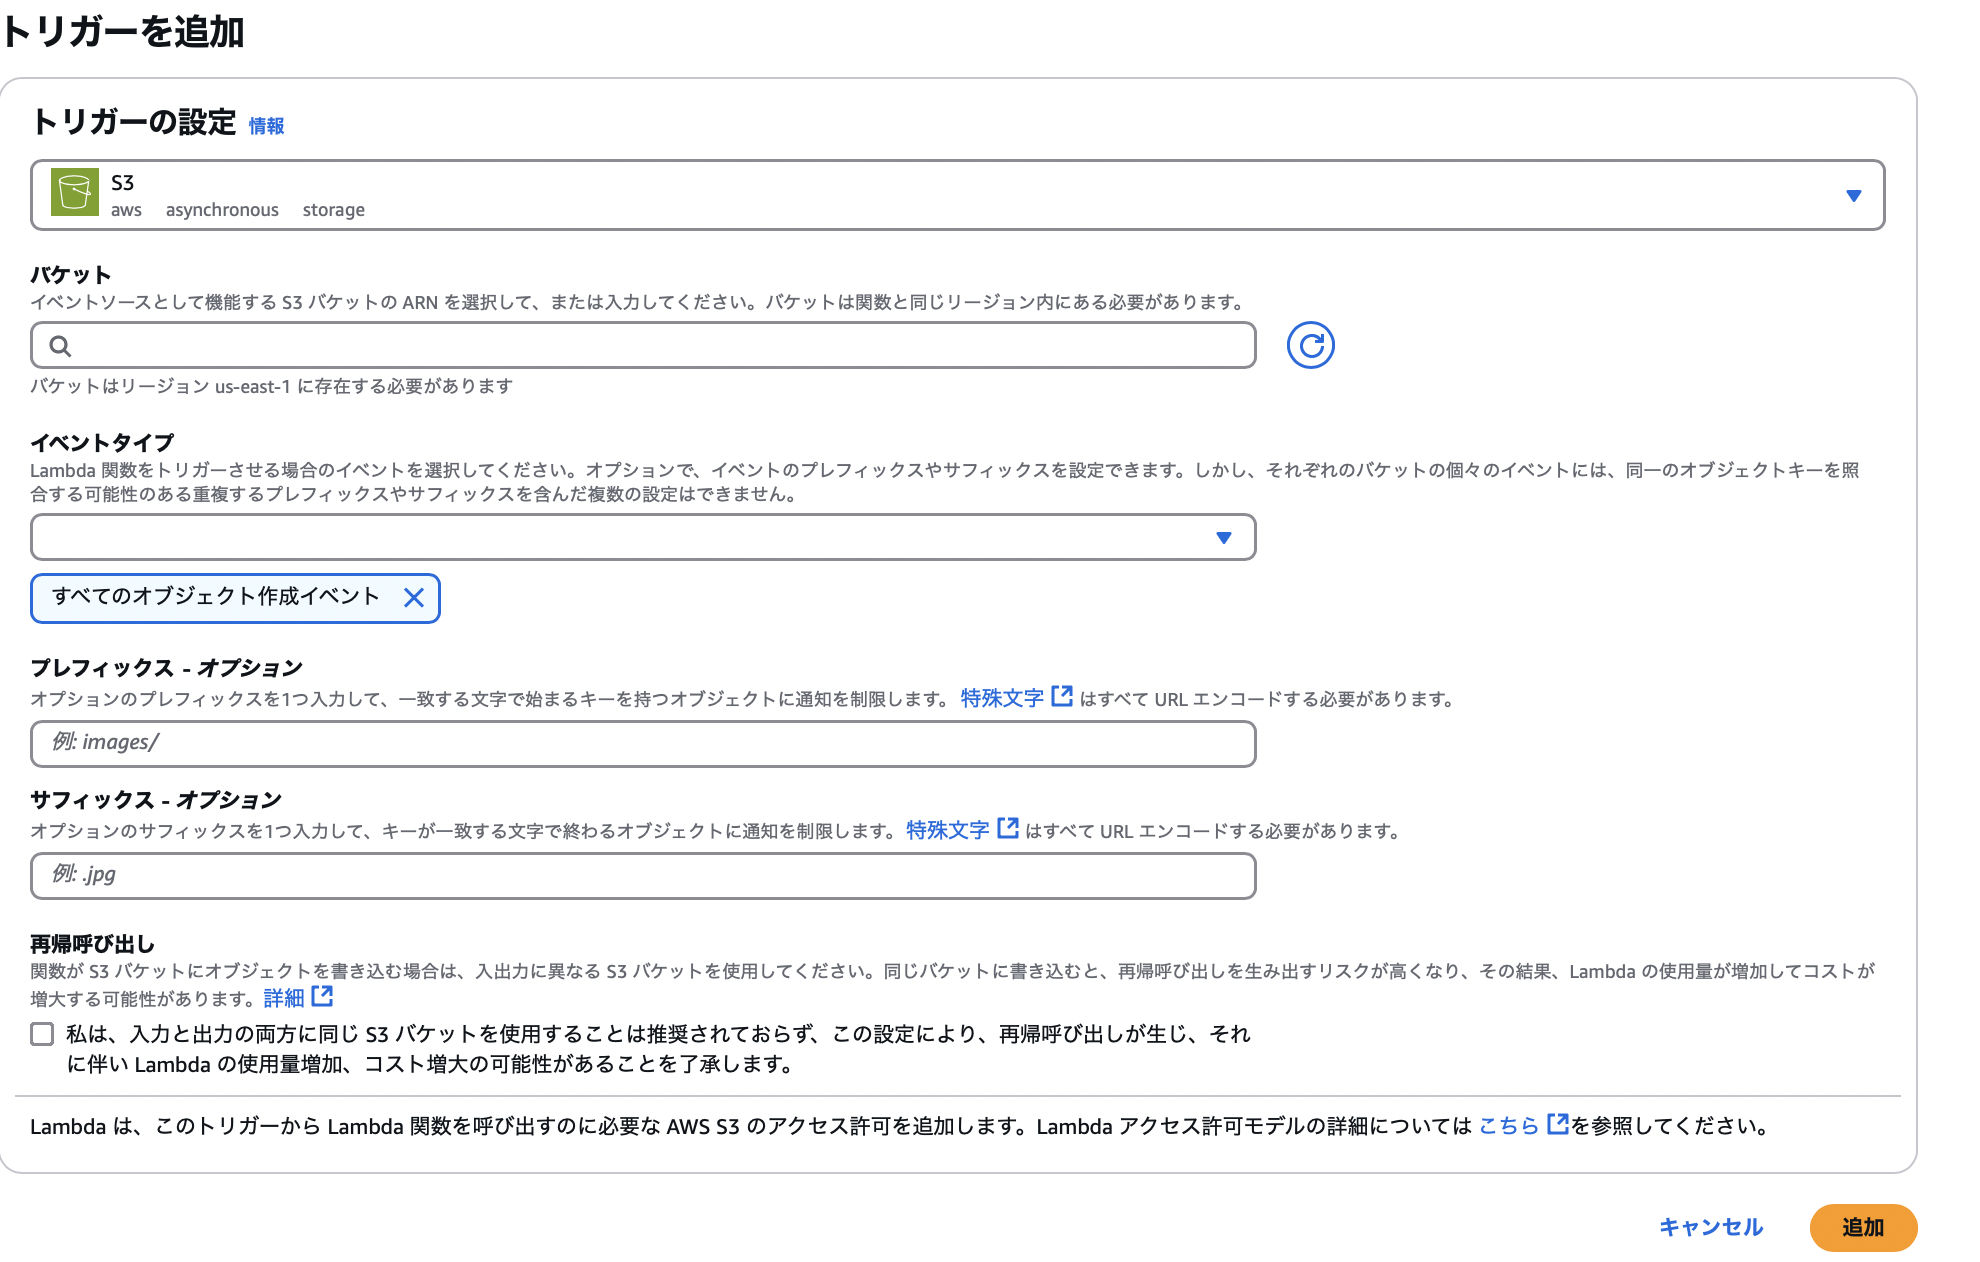 トリガーを追加
トリガーの設定 情報
S3
aws asynchronous storage
バケット
イベントソースとして機能する S3 バケットの ARN を選択して、または入力してください。バケットは関数と同じリージョン内にある必要があります。
バケットはリージョン us-east-1 に存在する必要があります
イベントタイプ
Lambda 関数をトリガーさせる場合のイベントを選択してください。オプションで、イベントのプレフィックスやサフィックスを設定できます。しかし、それぞれのバケットの個々のイベントには、同一のオブジェクトキーを照
合する可能性のある重複するプレフィックスやサフィックスを含んだ複数の設定はできません。
すべてのオブジェクト作成イベント
プレフィックス - オプション
オプションのプレフィックスを1つ入力して、一致する文字で始まるキーを持つオブジェクトに通知を制限します。特殊文字 はすべて URL エンコードする必要があります。
例: images/
サフィックス - オプション
オプションのサフィックスを1つ入力して、キーが一致する文字で終わるオブジェクトに通知を制限します。特殊文字 はすべて URL エンコードする必要があります。
例: .jpg
再帰呼び出し
関数が S3 バケットにオブジェクトを書き込む場合は、入出力に異なる S3 バケットを使用してください。同じバケットに書き込むと、再帰呼び出しを生み出すリスクが高くなり、その結果、Lambda の使用量が増加してコストが
増大する可能性があります。詳細
私は、入力と出力の両方に同じ S3 バケットを使用することは推奨されておらず、この設定により、再帰呼び出しが生じ、それ
に伴い Lambda の使用量増加、コスト増大の可能性があることを了承します。
Lambda は、このトリガーから Lambda 関数を呼び出すのに必要な AWS S3 のアクセス許可を追加します。Lambda アクセス許可モデルの詳細については こちら を参照してください。
キャンセル 追加